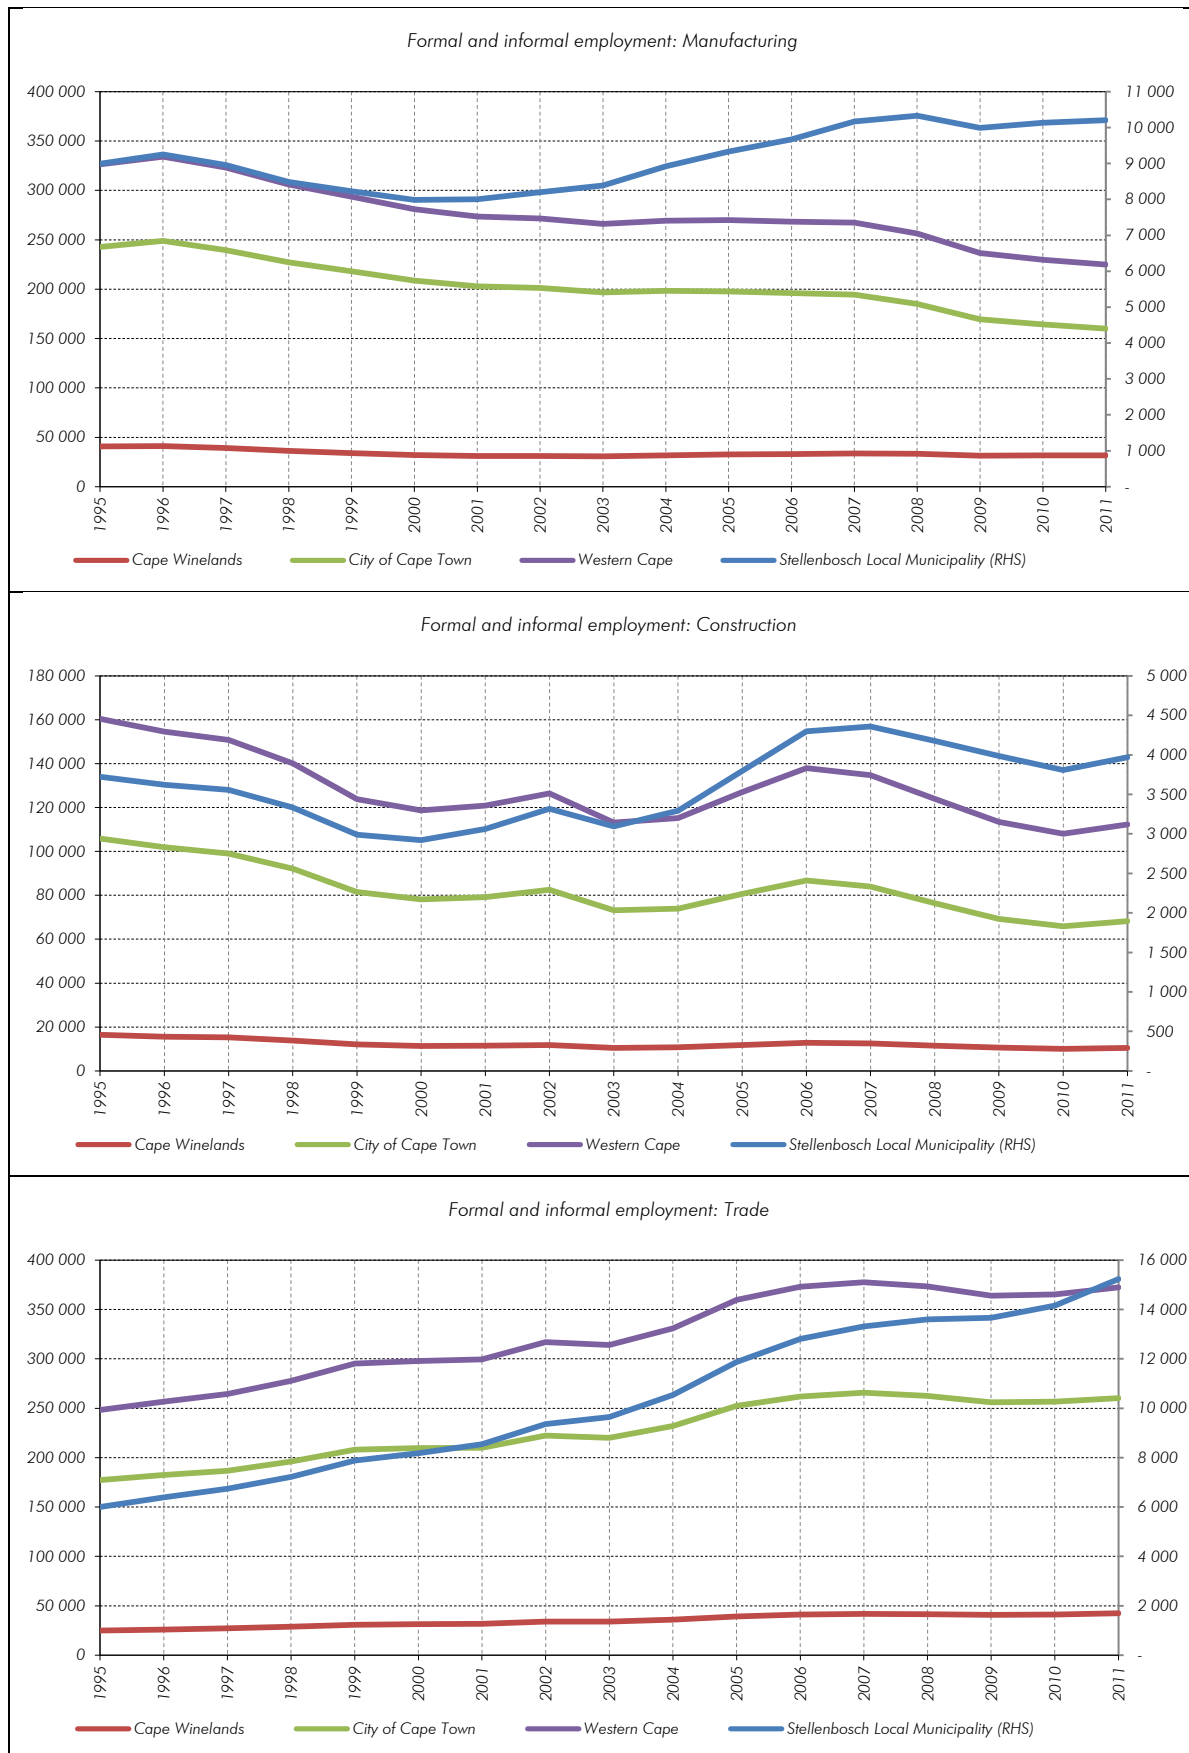 Formal and informal employment: Manufacturing
400 000 11 000
350 000 10 000
300 000 9 000
250 000 8 000
200 000 7 000
150 000 6 000
100 000 5 000
50 000 4 000
0 3 000
2 000
1 000
-
1995 1996 1997 1998 1999 2000 2001 2002 2003 2004 2005 2006 2007 2008 2009 2010 2011
Cape Winelands City of Cape Town Western Cape Stellenbosch Local Municipality (RHS)
Formal and informal employment: Construction
180 000 5 000
160 000 4 500
140 000 4 000
120 000 3 500
100 000 3 000
80 000 2 500
60 000 2 000
40 000 1 500
20 000 1 000
0 500
-
1995 1996 1997 1998 1999 2000 2001 2002 2003 2004 2005 2006 2007 2008 2009 2010 2011
Cape Winelands City of Cape Town Western Cape Stellenbosch Local Municipality (RHS)
Formal and informal employment: Trade
400 000 16 000
350 000 14 000
300 000 12 000
250 000 10 000
200 000 8 000
150 000 6 000
100 000 4 000
50 000 2 000
0 -
1995 1996 1997 1998 1999 2000 2001 2002 2003 2004 2005 2006 2007 2008 2009 2010 2011
Cape Winelands City of Cape Town Western Cape Stellenbosch Local Municipality (RHS)